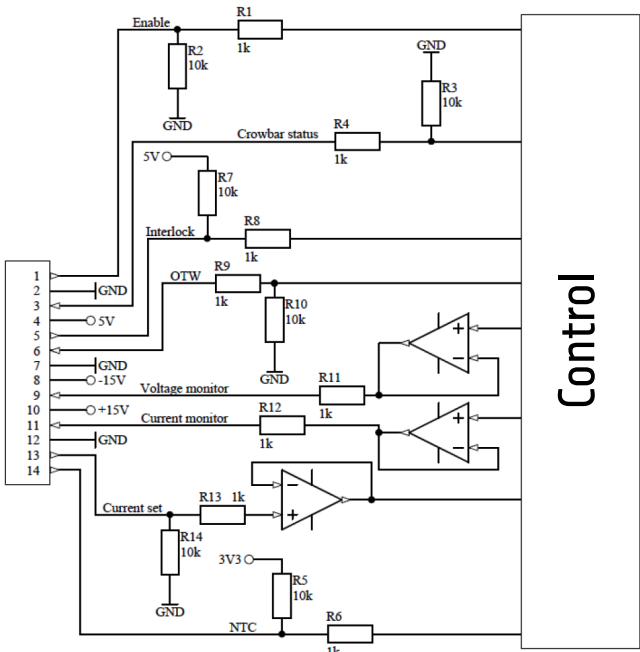 Enable
R1
1k
R2
10k
GND
GND
R3
10k
Crowbar status
R4
1k
5V
R7
10k
Interlock
R8
1k
OTW
R9
1k
R10
10k
GND
1
2 GND
3
4 5V
5
6
7 GND
8 -15V
9
10 +15V
11
12 GND
13
14
Voltage monitor
R11
1k
+
−
Current monitor
R12
1k
+
−
Current set
R13 1k
−
+
R14
10k
GND
3V3
R5
10k
NTC
R6
1k
Control